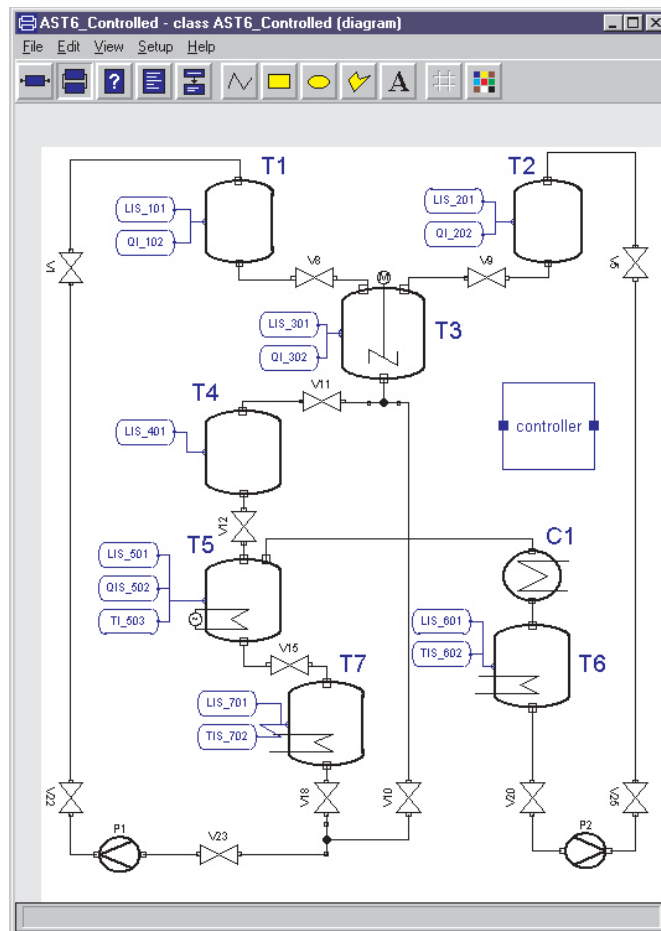 AST6_Controlled - class AST6_Controlled (diagram)
File Edit View Setup Help
?
A
T1
T2
LIS_101
QI_102
LIS_201
QI_202
V1
V8
M
V9
V5
LIS_301
QI_302
T3
V11
T4
LIS_401
controller
V12
T5
C1
LIS_501
QIS_502
TI_503
LIS_601
TIS_602
T6
V15
T7
LIS_701
TIS_702
V22
V18
V10
V20
V25
P1
V23
P2